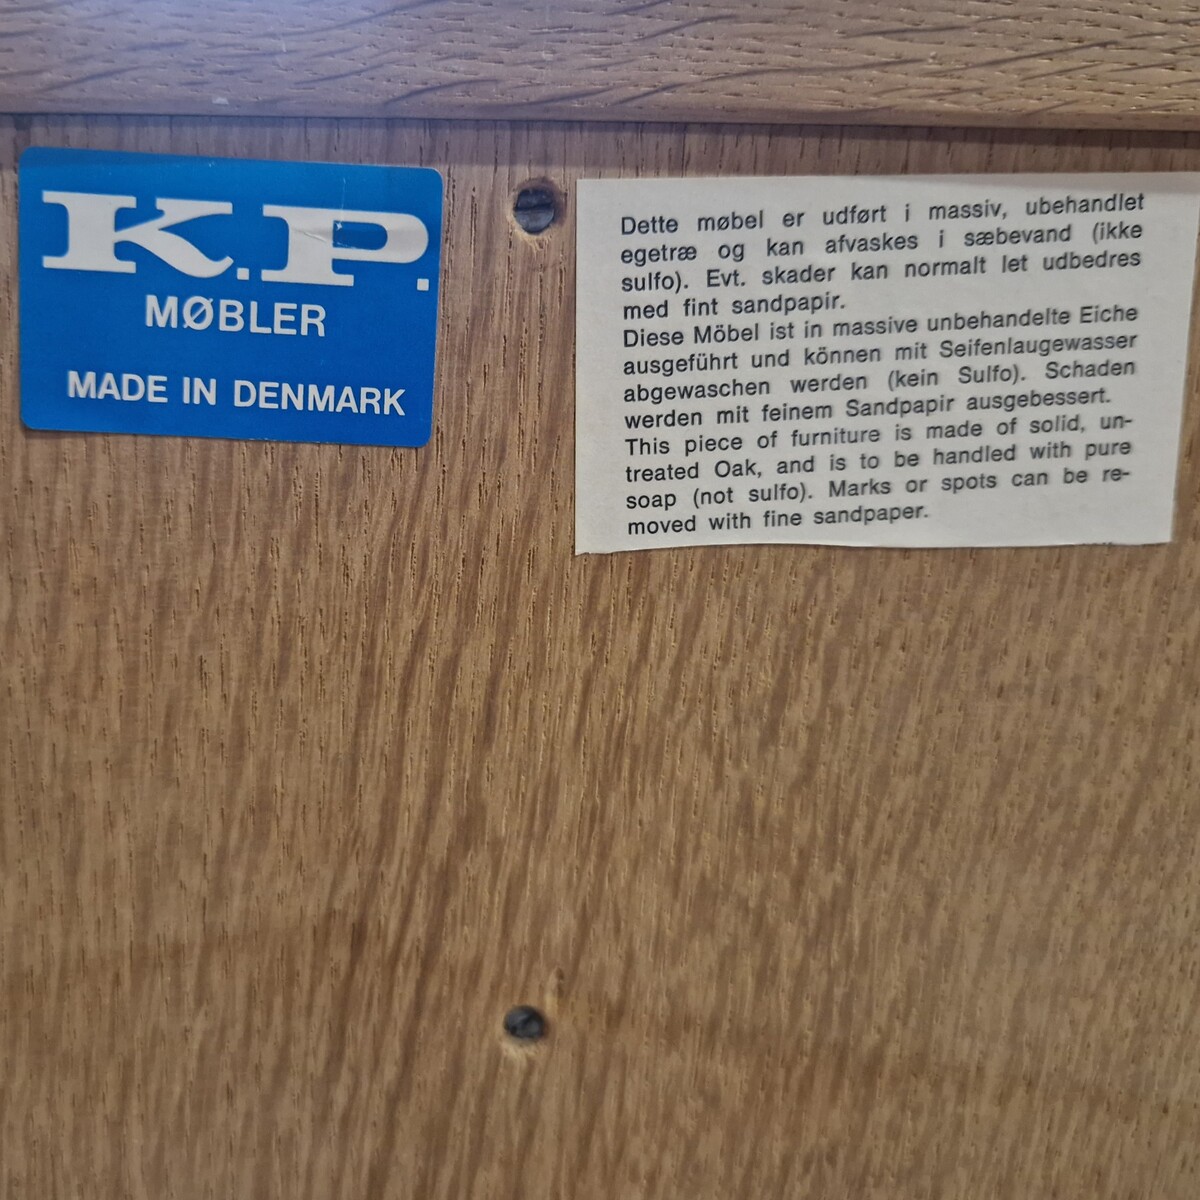 K.P.
MØBLER
MADE IN DENMARK
Dette møbel er udført i massiv, ubehandlet
egetræ og kan afvaskes i sæbevand (ikke
sulfo). Evt. skader kan normalt let udbedres
med fint sandpapir.
Diese Möbel ist in massive unbehandelte Eiche
ausgeführt und können mit Seifenlaugewasser
abgewaschen werden (kein Sulfo). Schaden
werden mit feinem Sandpapir ausgebessert.
This piece of furniture is made of solid, un-
treated Oak, and is to be handled with pure
soap (not sulfo). Marks or spots can be re-
moved with fine sandpaper.